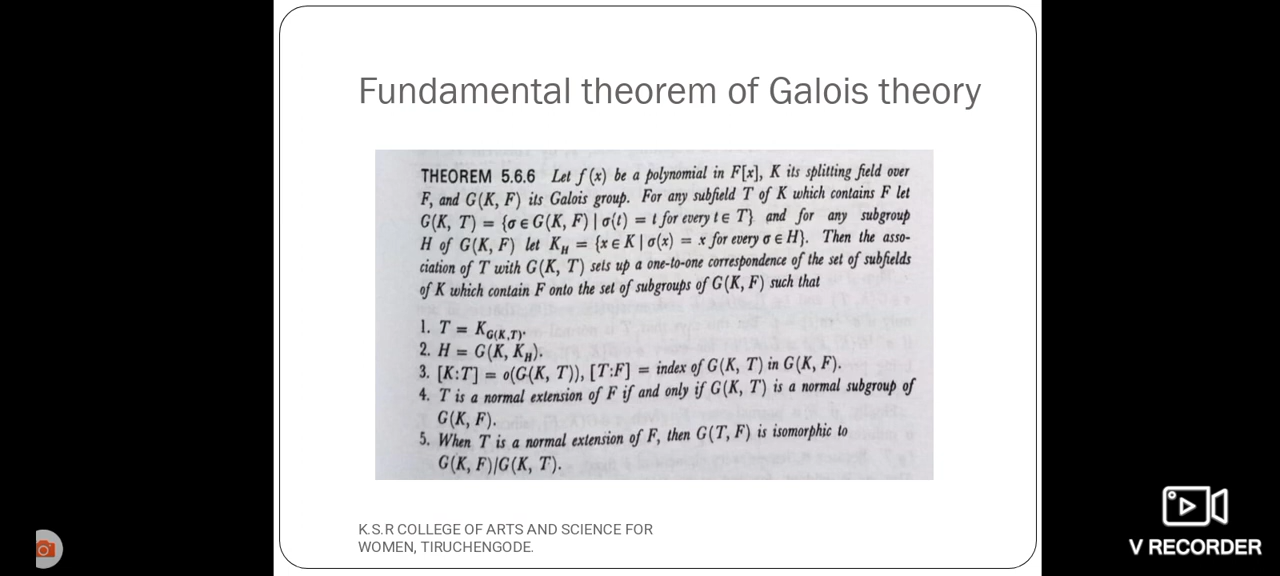 Fundamental theorem of Galois theory
THEOREM 5.6.6 Let f(x) be a polynomial in F[x], K its splitting field over
F, and G(K, F) its Galois group. For any subfield T of K which contains F let
G(K, T) = {σ ∈ G(K, F) | σ(t) = t for every t ∈ T} and for any subgroup
H of G(K, F) let K_H = {x ∈ K | σ(x) = x for every σ ∈ H}. Then the asso-
ciation of T with G(K, T) sets up a one-to-one correspondence of the set of subfields
of K which contain F onto the set of subgroups of G(K, F) such that
1. T = K_G(K,T).
2. H = G(K, K_H).
3. [K:T] = o(G(K, T)), [T:F] = index of G(K, T) in G(K, F).
4. T is a normal extension of F if and only if G(K, T) is a normal subgroup of
G(K, F).
5. When T is a normal extension of F, then G(T, F) is isomorphic to
G(K, F)/G(K, T).
K.S.R COLLEGE OF ARTS AND SCIENCE FOR
WOMEN, TIRUCHENGODE.
V RECORDER